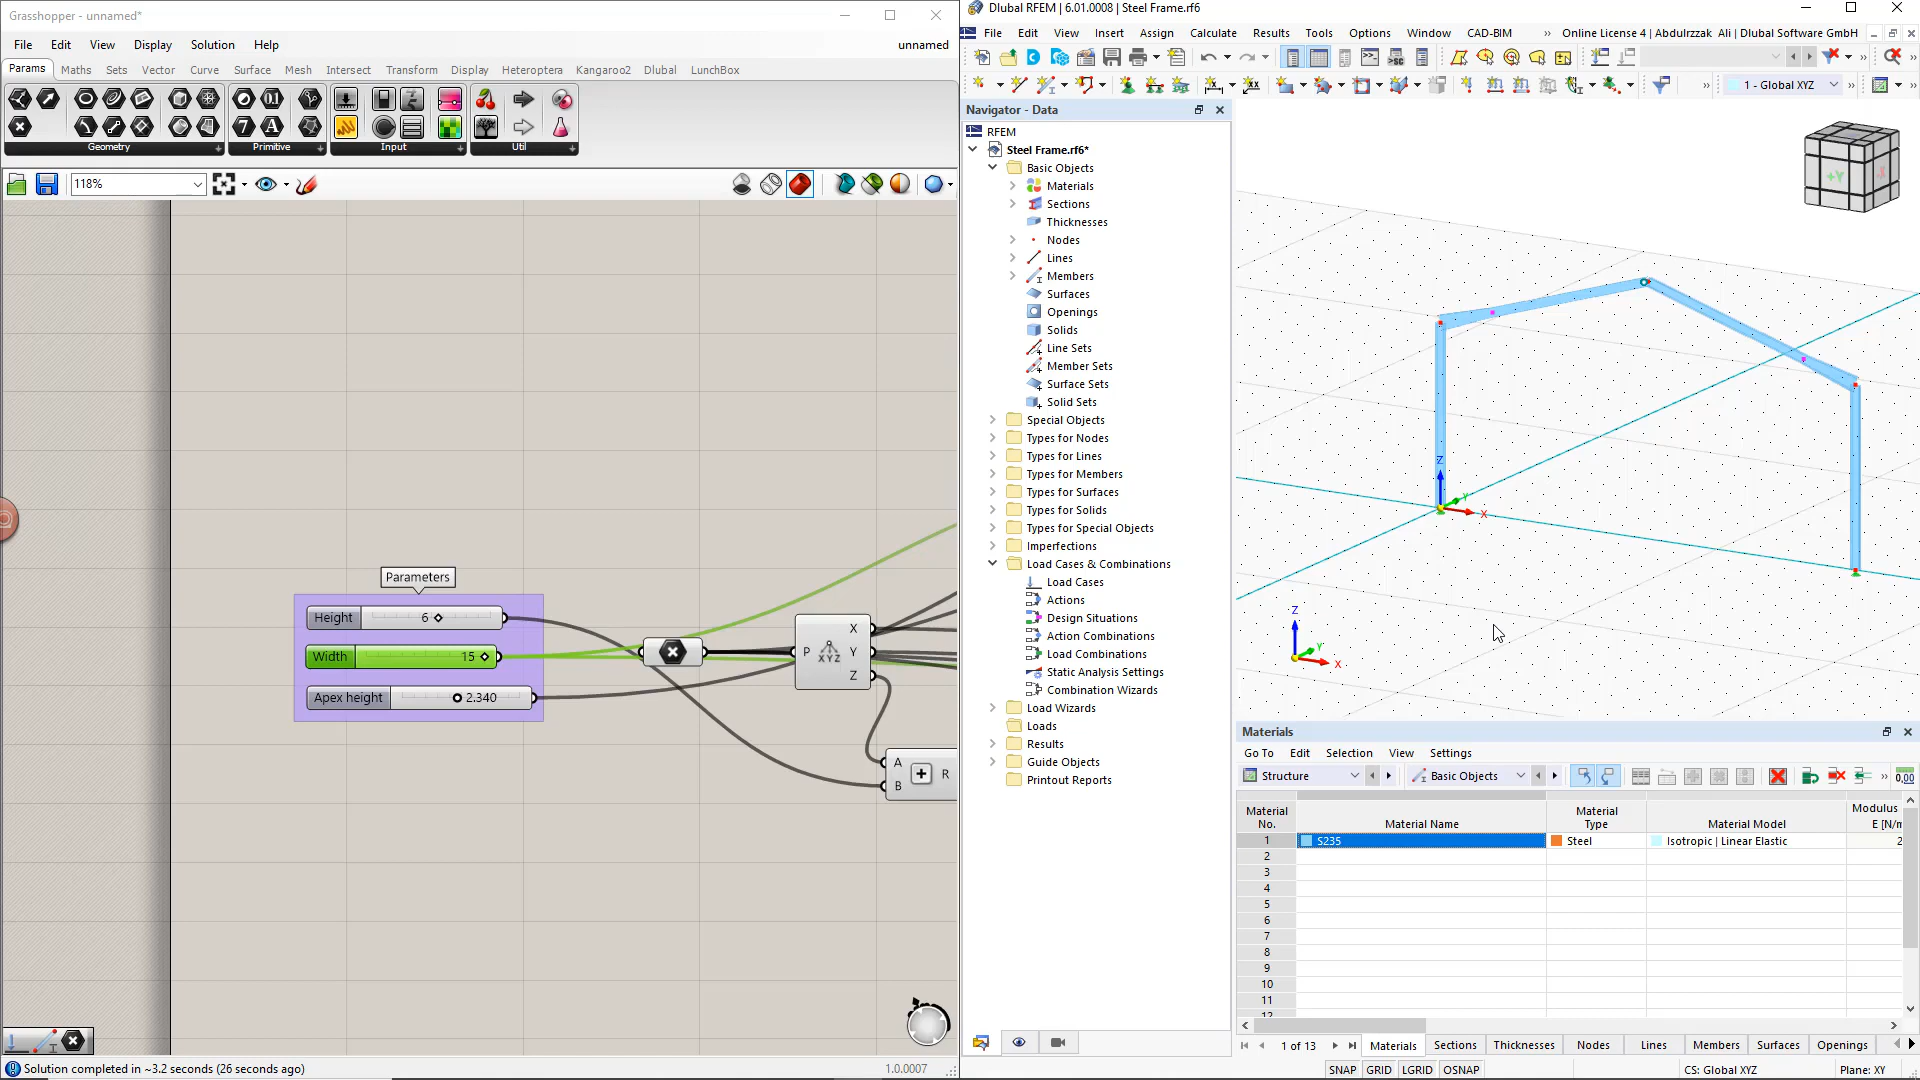 Grasshopper - unnamed*
File Edit View Display Solution Help
unnamed
Params Maths Sets Vector Curve Surface Mesh Intersect Transform Display Heteroptera Kangaroo2 Dlubal LunchBox
Geometry
Primitive
Input
Util
118%
Parameters
Height 6
Width 15
Apex height 2.340
P XYZ X Y Z
A B R
Solution completed in ~3.2 seconds (26 seconds ago)
1.0.0007
Dlubal RFEM | 6.01.0008 | Steel Frame.rf6
File Edit View Insert Assign Calculate Results Tools Options Window CAD-BIM
Online License 4 | Abdulrzzak Ali | Dlubal Software GmbH
1 - Global XYZ
Navigator - Data
RFEM
Steel Frame.rf6*
Basic Objects
Materials
Sections
Thicknesses
Nodes
Lines
Members
Surfaces
Openings
Solids
Line Sets
Member Sets
Surface Sets
Solid Sets
Special Objects
Types for Nodes
Types for Lines
Types for Members
Types for Surfaces
Types for Solids
Types for Special Objects
Imperfections
Load Cases & Combinations
Load Cases
Actions
Design Situations
Action Combinations
Load Combinations
Static Analysis Settings
Combination Wizards
Load Wizards
Loads
Results
Guide Objects
Printout Reports
+Y
-X
Z
Y
X
Z
Y
X
Materials
Go To Edit Selection View Settings
Structure
Basic Objects
0,00
Material No.
Material Name
Material Type
Material Model
Modulus
E [N/m
1 S235 Steel Isotropic | Linear Elastic 2
2
3
4
5
6
7
8
9
10
11
12
1 of 13
Materials Sections Thicknesses Nodes Lines Members Surfaces Openings
SNAP GRID LGRID OSNAP
CS: Global XYZ
Plane: XY